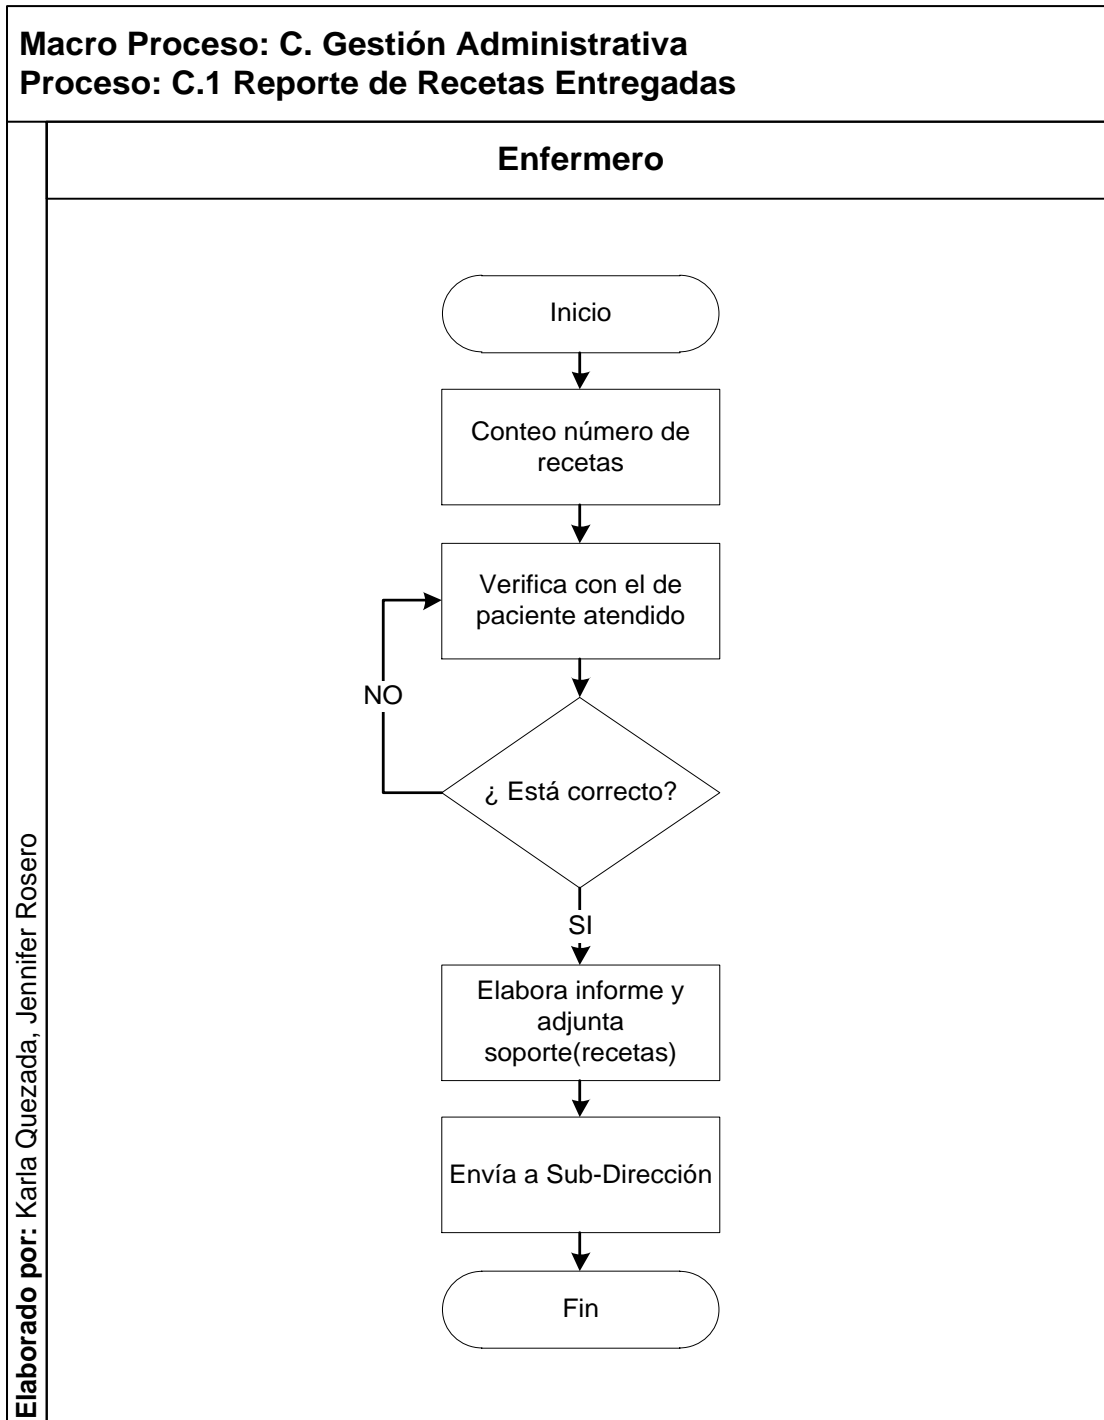 Macro Proceso: C. Gestión Administrativa
Proceso: C.1 Reporte de Recetas Entregadas
Enfermero
Inicio
Conteo número de
recetas
Verifica con el de
paciente atendido
NO
¿ Está correcto?
SI
Elabora informe y
adjunta
soporte(recetas)
Envía a Sub-Dirección
Fin
Elaborado por: Karla Quezada, Jennifer Rosero